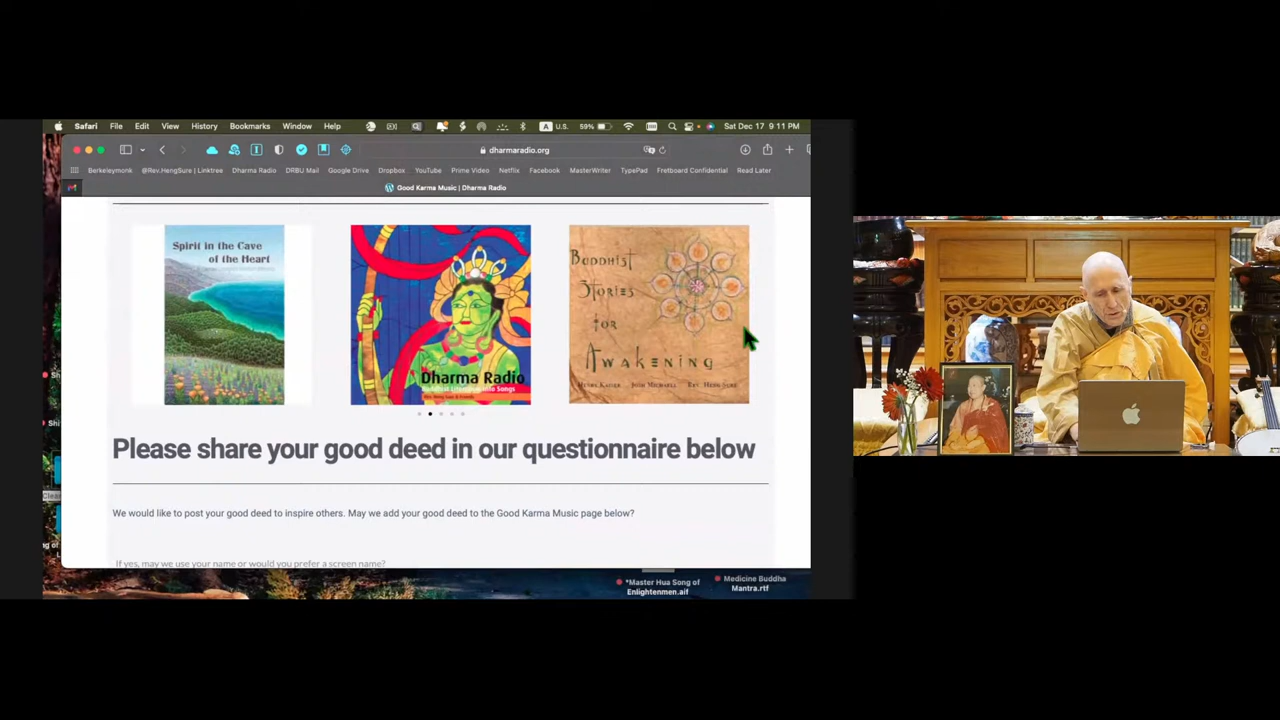 Safari File Edit View History Bookmarks Window Help A U.S. 59% Sat Dec 17 9:11 PM
dharmaradio.org
Berkeleymonk @Rev.HengSure | Linktree Dharma Radio DRBU Mail Google Drive Dropbox YouTube Prime Video Netflix Facebook MasterWriter TypePad Fretboard Confidential Read Later
Good Karma Music | Dharma Radio
Spirit in the Cave
of the Heart
Dharma Radio
Buddhist
Stories
for
Awakening
Please share your good deed in our questionnaire below
We would like to post your good deed to inspire others. May we add your good deed to the Good Karma Music page below?
If yes, may we use your name or would you prefer a screen name?
*Master Hua Song of
Enlightenmen.aif
Medicine Buddha
Mantra.rtf